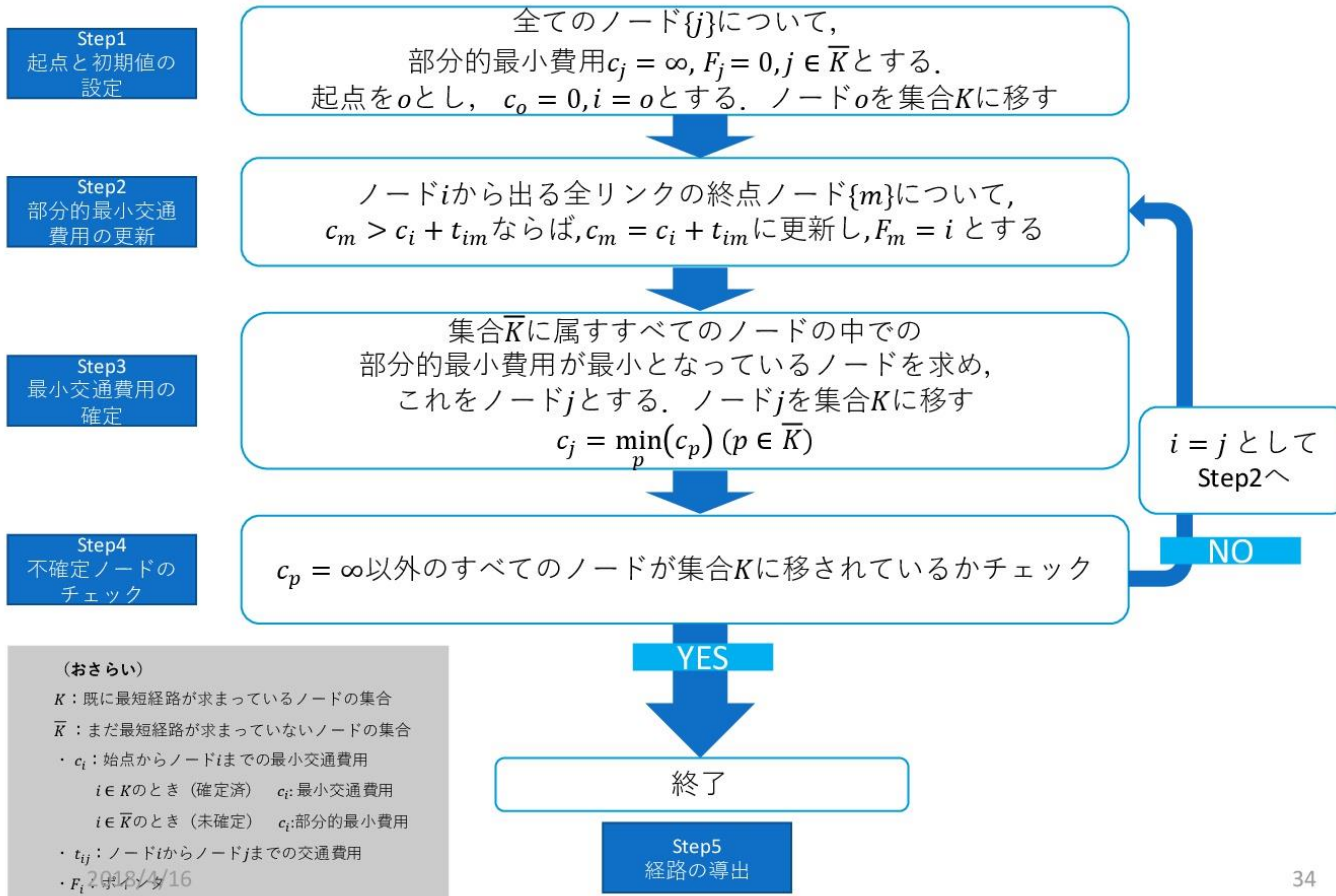 Step1
起点と初期値の
設定
全てのノード{j}について,
部分的最小費用c_j = ∞, F_j = 0, j ∈ K̅とする.
起点をoとし, c_o = 0, i = oとする. ノードoを集合Kに移す
Step2
部分的最小交通
費用の更新
ノードiから出る全リンクの終点ノード{m}について,
c_m > c_i + t_{im}ならば, c_m = c_i + t_{im}に更新し, F_m = i とする
Step3
最小交通費用の
確定
集合K̅に属すすべてのノードの中での
部分的最小費用が最小となっているノードを求め,
これをノードjとする. ノードjを集合Kに移す
c_j = min_p(c_p) (p ∈ K̅)
i = j として
Step2へ
NO
Step4
不確定ノードの
チェック
c_p = ∞以外のすべてのノードが集合Kに移されているかチェック
YES
終了
Step5
経路の導出
（おさらい）
K：既に最短経路が求まっているノードの集合
K̅：まだ最短経路が求まっていないノードの集合
・c_i：始点からノードiまでの最小交通費用
i ∈ Kのとき（確定済） c_i: 最小交通費用
i ∈ K̅のとき（未確定） c_i:部分的最小費用
・t_{ij}：ノードiからノードjまでの交通費用
・F_i：ポインタ
2018/4/16
34